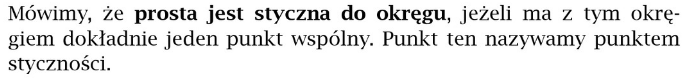 Mówimy, że prosta jest styczna do okręgu, jeżeli ma z tym okrę-
giem dokładnie jeden punkt wspólny. Punkt ten nazywamy punktem
styczności.